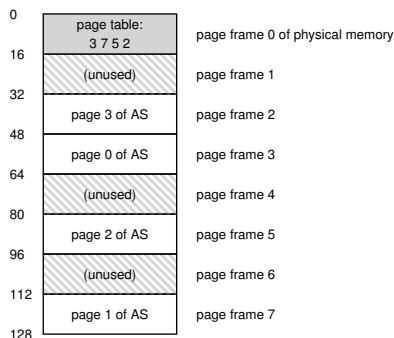 0
page table:
3 7 5 2
page frame 0 of physical memory
16
(unused)
page frame 1
32
page 3 of AS
page frame 2
48
page 0 of AS
page frame 3
64
(unused)
page frame 4
80
page 2 of AS
page frame 5
96
(unused)
page frame 6
112
page 1 of AS
page frame 7
128